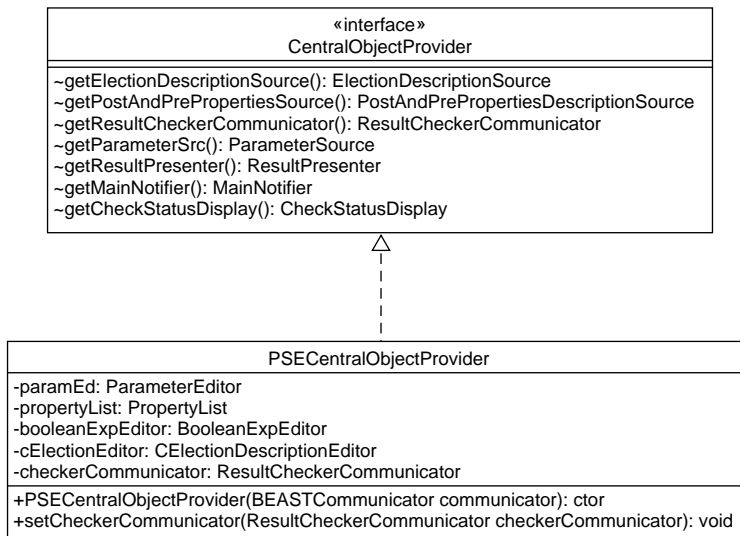 «interface»
CentralObjectProvider
~getElectionDescriptionSource(): ElectionDescriptionSource
~getPostAndPrePropertiesSource(): PostAndPrePropertiesDescriptionSource
~getResultCheckerCommunicator(): ResultCheckerCommunicator
~getParameterSrc(): ParameterSource
~getResultPresenter(): ResultPresenter
~getMainNotifier(): MainNotifier
~getCheckStatusDisplay(): CheckStatusDisplay
PSECentralObjectProvider
-paramEd: ParameterEditor
-propertyList: PropertyList
-booleanExpEditor: BooleanExpEditor
-cElectionEditor: CElectionDescriptionEditor
-checkerCommunicator: ResultCheckerCommunicator
+PSECentralObjectProvider(BEASTCommunicator communicator): ctor
+setCheckerCommunicator(ResultCheckerCommunicator checkerCommunicator): void